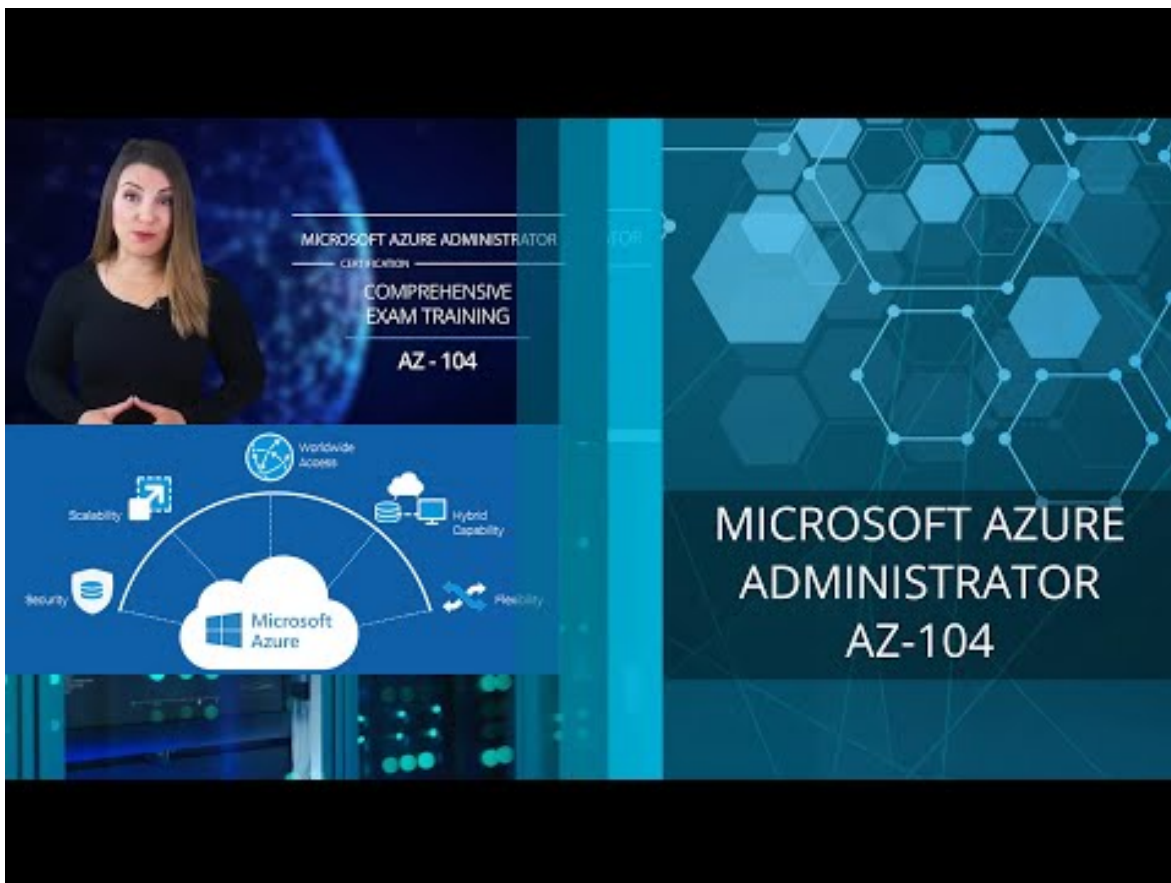 MICROSOFT AZURE ADMINISTRATOR
CERTIFICATION
COMPREHENSIVE
EXAM TRAINING
AZ - 104
Worldwide
Access
Scalability
Hybrid
Capability
Security
Flexibility
Microsoft
Azure
MICROSOFT AZURE
ADMINISTRATOR
AZ-104